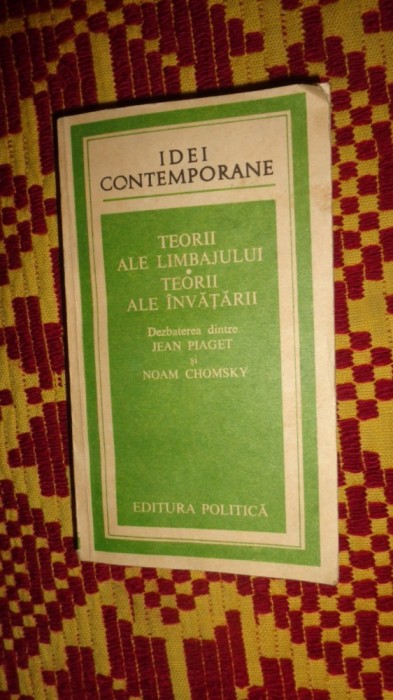 IDEI
CONTEMPORANE
TEORII
ALE LIMBAJULUI
•
TEORII
ALE ÎNVĂȚĂRII
Dezbaterea dintre
JEAN PIAGET
și
NOAM CHOMSKY
EDITURA POLITICĂ